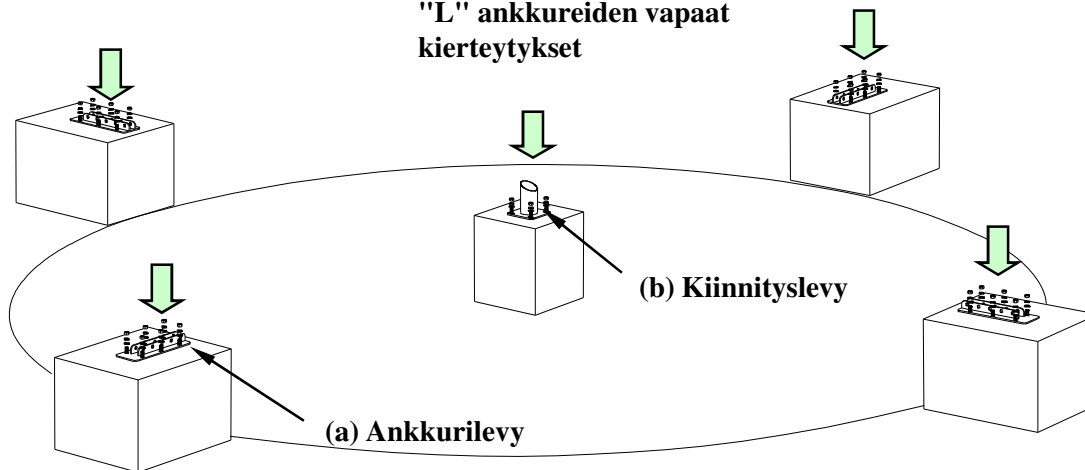 "L" ankkureiden vapaat
kierteytykset
(b) Kiinnityslevy
(a) Ankkurilevy